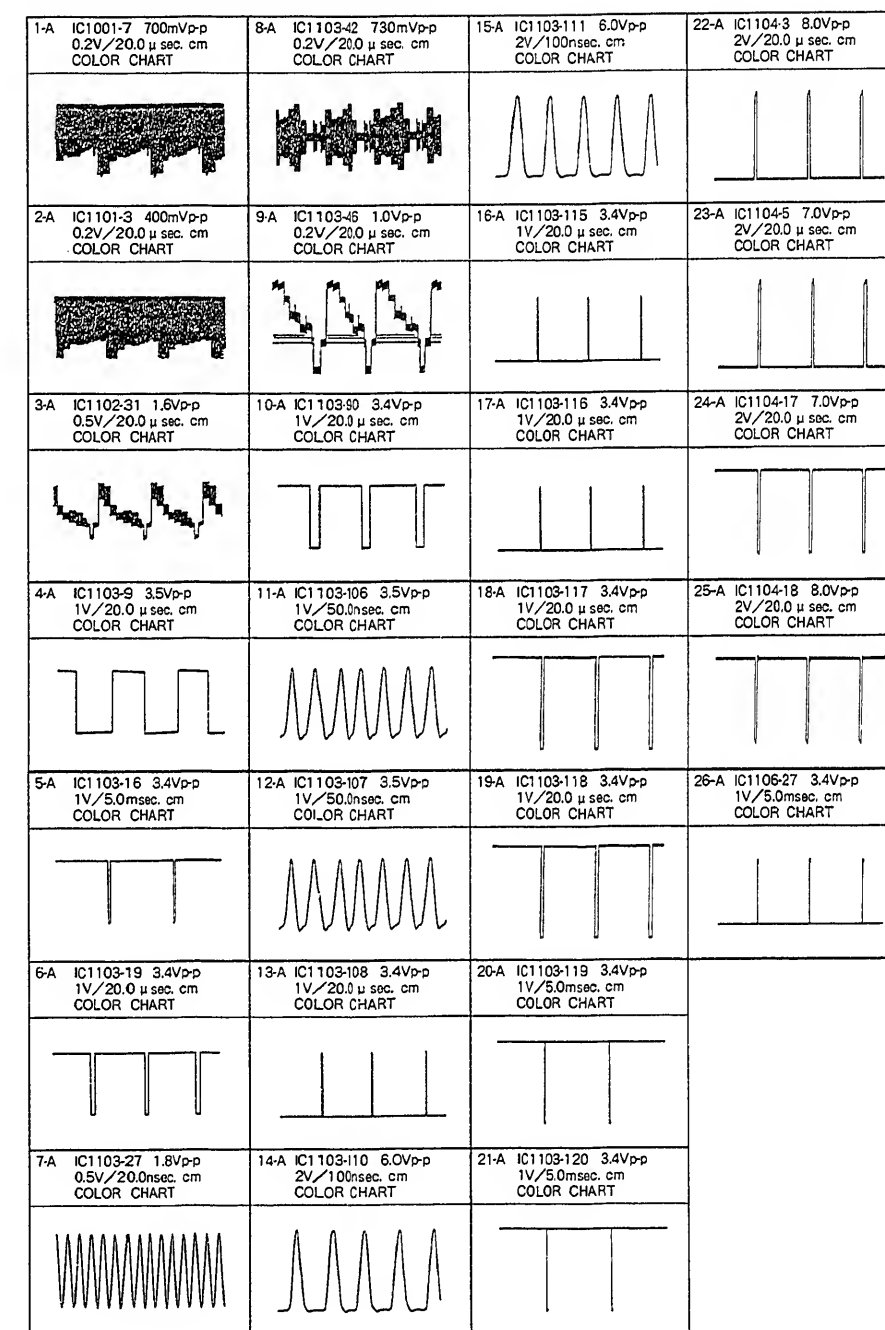 1-A IC1001-7 700mVp-p
0.2V/20.0 μ sec. cm
COLOR CHART
2-A IC1101-3 400mVp-p
0.2V/20.0 μ sec. cm
COLOR CHART
3-A IC1102-31 1.6Vp-p
0.5V/20.0 μ sec. cm
COLOR CHART
4-A IC1103-9 3.5Vp-p
1V/20.0 μ sec. cm
COLOR CHART
5-A IC1103-16 3.4Vp-p
1V/5.0msec. cm
COLOR CHART
6-A IC1103-19 3.4Vp-p
1V/20.0 μ sec. cm
COLOR CHART
7-A IC1103-27 1.8Vp-p
0.5V/20.0nsec. cm
COLOR CHART
8-A IC1103-42 730mVp-p
0.2V/20.0 μ sec. cm
COLOR CHART
9-A IC1103-46 1.0Vp-p
0.2V/20.0 μ sec. cm
COLOR CHART
10-A IC1103-90 3.4Vp-p
1V/20.0 μ sec. cm
COLOR CHART
11-A IC1103-106 3.5Vp-p
1V/50.0nsec. cm
COLOR CHART
12-A IC1103-107 3.5Vp-p
1V/50.0nsec. cm
COLOR CHART
13-A IC1103-108 3.4Vp-p
1V/20.0 μ sec. cm
COLOR CHART
14-A IC1103-110 6.0Vp-p
2V/100nsec. cm
COLOR CHART
15-A IC1103-111 6.0Vp-p
2V/100nsec. cm
COLOR CHART
16-A IC1103-115 3.4Vp-p
1V/20.0 μ sec. cm
COLOR CHART
17-A IC1103-116 3.4Vp-p
1V/20.0 μ sec. cm
COLOR CHART
18-A IC1103-117 3.4Vp-p
1V/20.0 μ sec. cm
COLOR CHART
19-A IC1103-118 3.4Vp-p
1V/20.0 μ sec. cm
COLOR CHART
20-A IC1103-119 3.4Vp-p
1V/5.0msec. cm
COLOR CHART
21-A IC1103-120 3.4Vp-p
1V/5.0msec. cm
COLOR CHART
22-A IC1104-3 8.0Vp-p
2V/20.0 μ sec. cm
COLOR CHART
23-A IC1104-5 7.0Vp-p
2V/20.0 μ sec. cm
COLOR CHART
24-A IC1104-17 7.0Vp-p
2V/20.0 μ sec. cm
COLOR CHART
25-A IC1104-18 8.0Vp-p
2V/20.0 μ sec. cm
COLOR CHART
26-A IC1106-27 3.4Vp-p
1V/5.0msec. cm
COLOR CHART